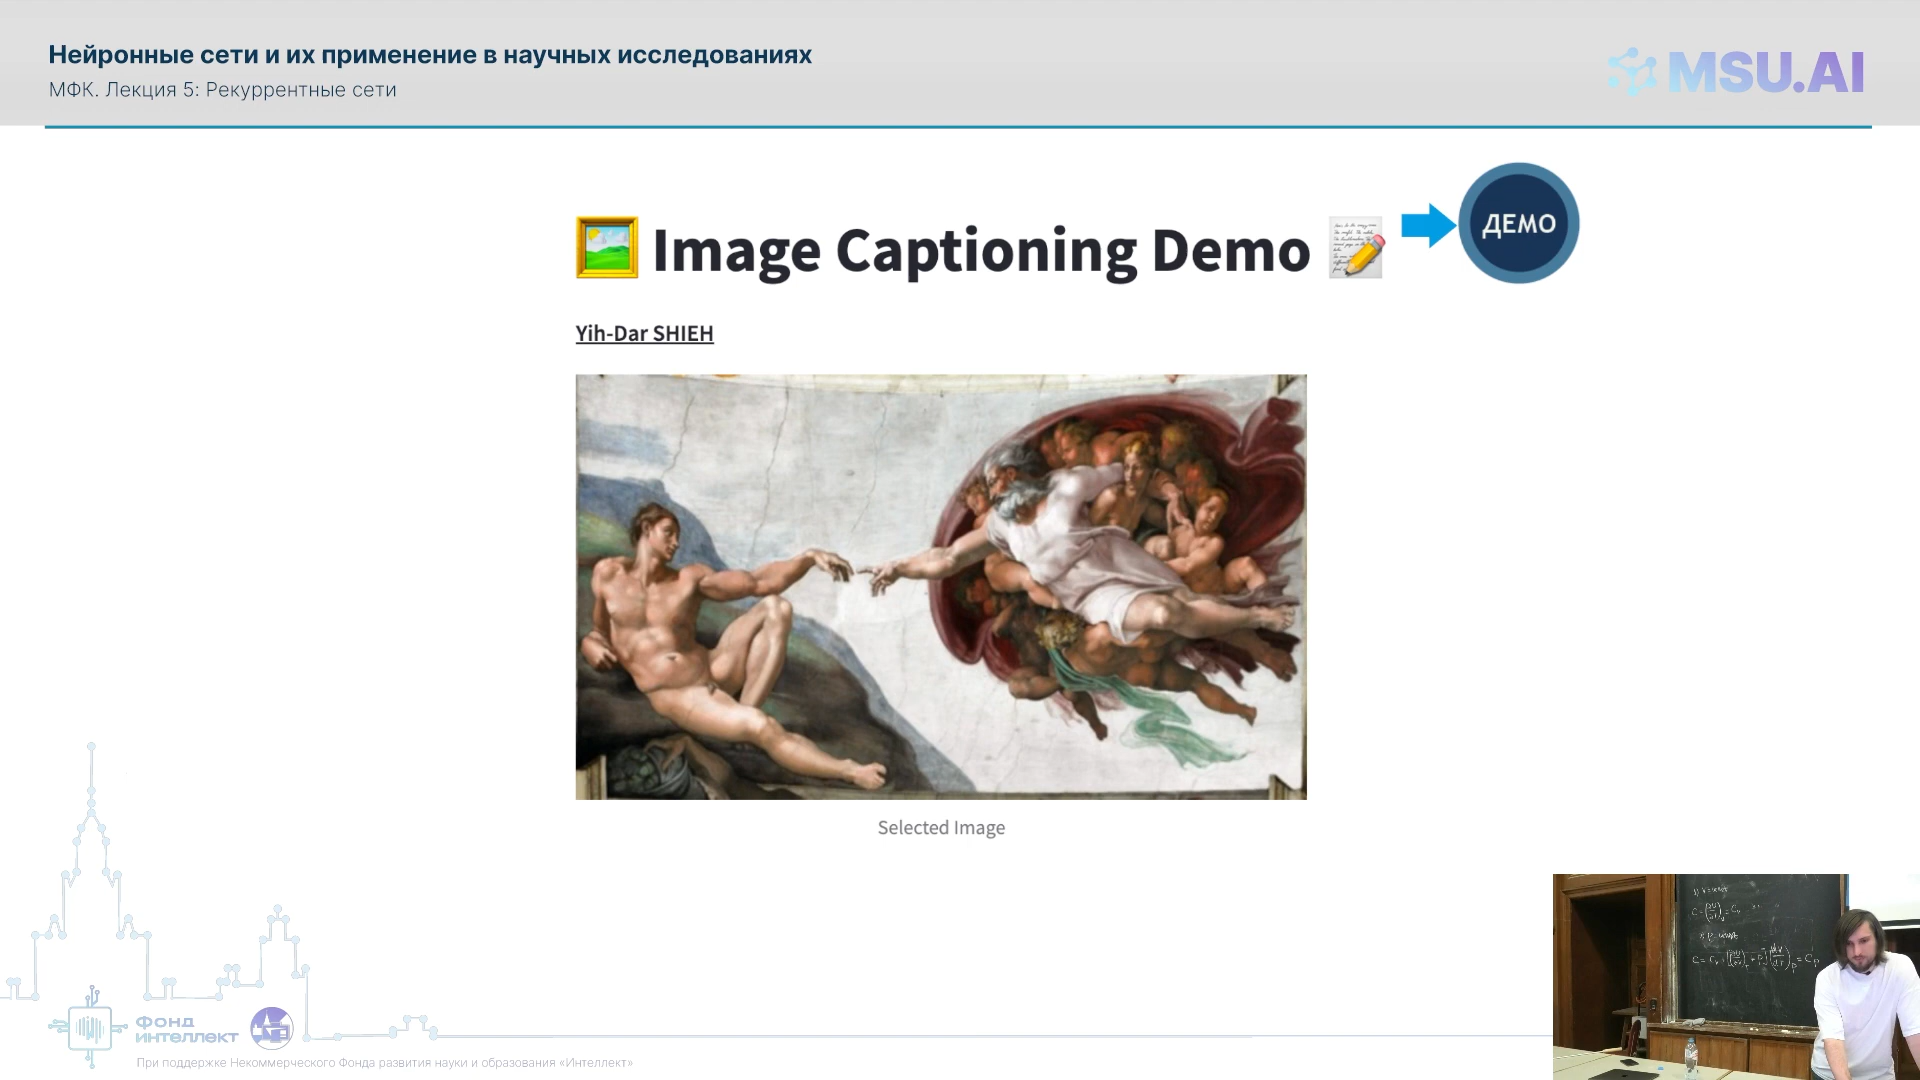 Нейронные сети и их применение в научных исследованиях
МФК. Лекция 5: Рекуррентные сети
MSU.AI
Image Captioning Demo
ДЕМО
Yih-Dar SHIEH
Selected Image
ФОНД
ИНТЕЛЛЕКТ
При поддержке Некоммерческого Фонда развития науки и образования «Интеллект»